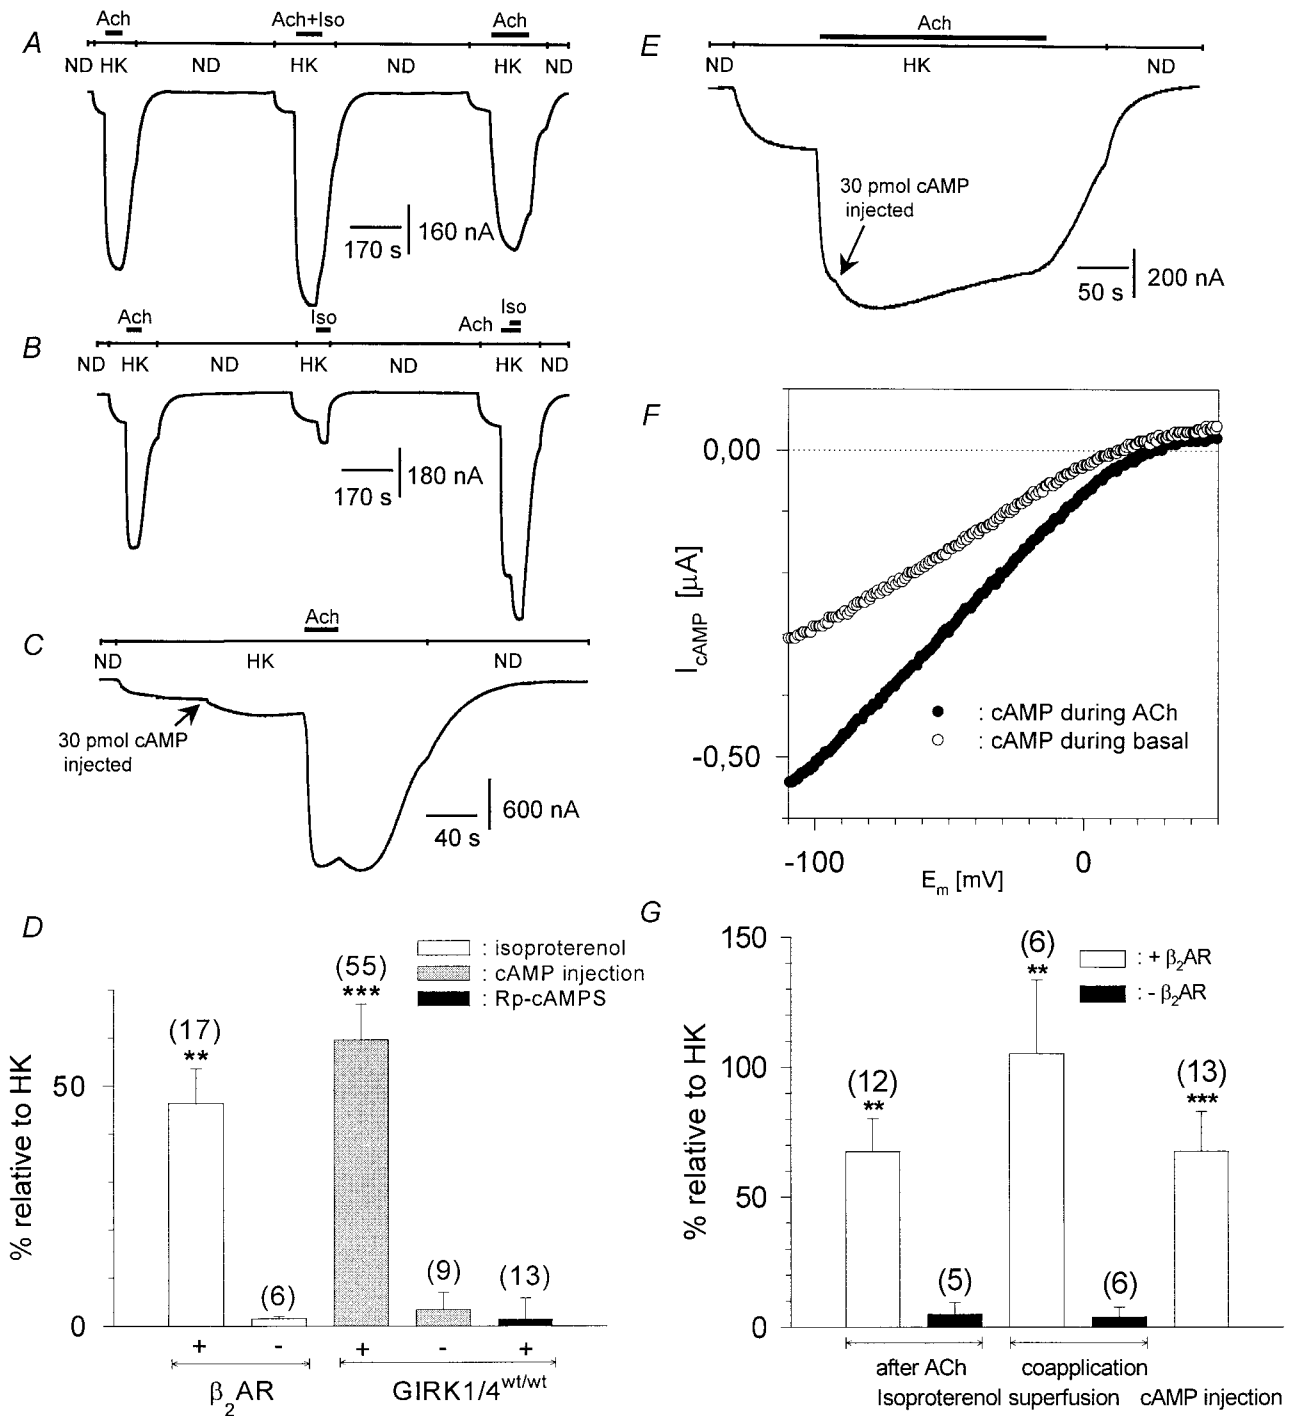 A
Ach
Ach+Iso
Ach
ND HK ND HK ND HK ND
170 s
160 nA
B
Ach
Iso
Ach
Iso
ND HK ND HK ND HK ND
170 s
180 nA
C
Ach
ND HK ND
30 pmol cAMP
injected
40 s
600 nA
D
: isoproterenol
: cAMP injection
: Rp-cAMPS
% relative to HK
50
0
(17)
**
(6)
(55)
***
(9)
(13)
+ - + - +
β2AR
GIRK1/4wt/wt
E
Ach
ND HK ND
30 pmol cAMP
injected
50 s
200 nA
F
0,00
-0,50
IcAMP [µA]
: cAMP during ACh
: cAMP during basal
-100 0
Em [mV]
G
150
100
50
0
% relative to HK
: + β2AR
: - β2AR
(12)
**
(5)
(6)
**
(6)
(13)
***
after ACh coapplication
Isoproterenol superfusion cAMP injection